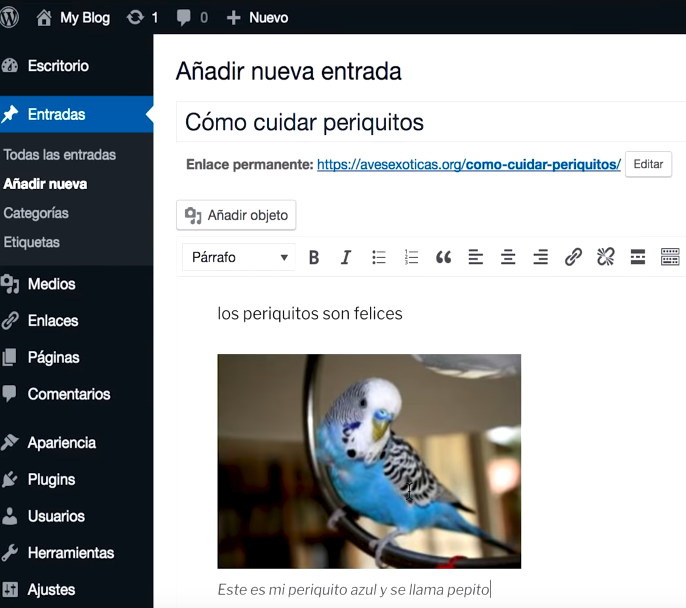 My Blog 1 0 Nuevo
Escritorio
Entradas
Todas las entradas
Añadir nueva
Categorías
Etiquetas
Medios
Enlaces
Páginas
Comentarios
Apariencia
Plugins
Usuarios
Herramientas
Ajustes
Añadir nueva entrada
Cómo cuidar periquitos
Enlace permanente: https://avesexoticas.org/como-cuidar-periquitos/ Editar
Añadir objeto
Párrafo B I
los periquitos son felices
Este es mi periquito azul y se llama pepito